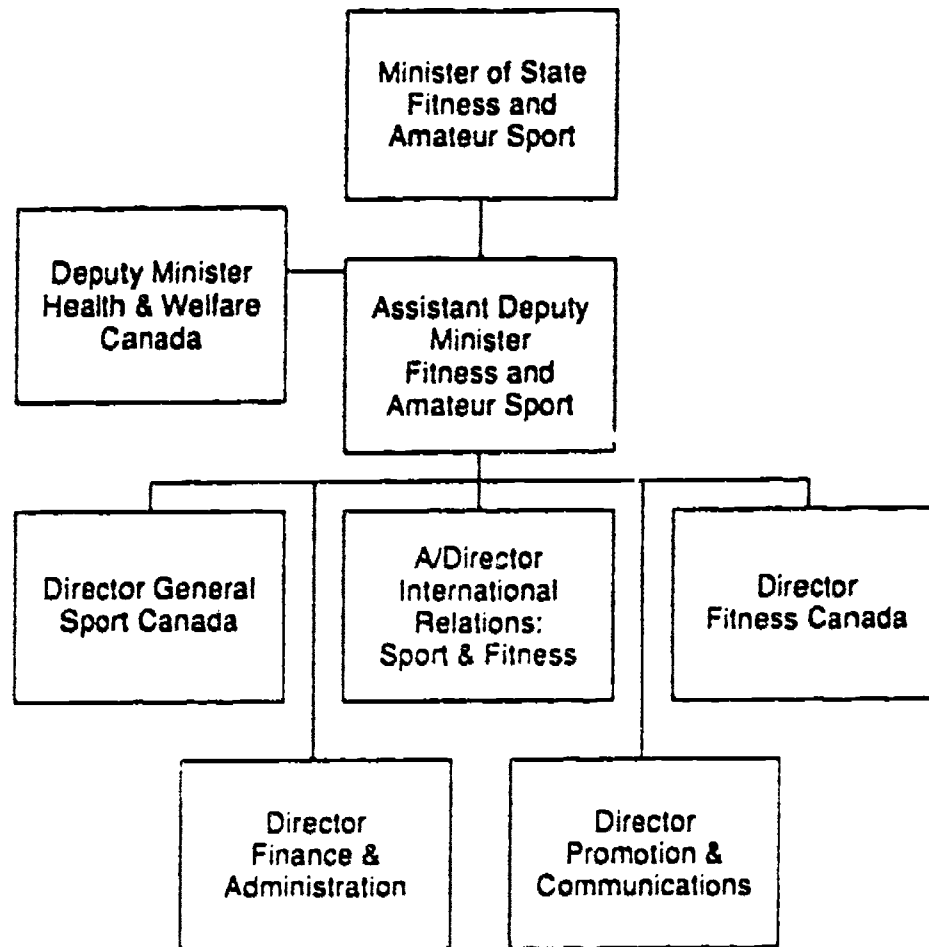 Minister of State
Fitness and
Amateur Sport
Deputy Minister
Health & Welfare
Canada
Assistant Deputy
Minister
Fitness and
Amateur Sport
Director General
Sport Canada
A/Director
International
Relations:
Sport & Fitness
Director
Fitness Canada
Director
Finance &
Administration
Director
Promotion &
Communications